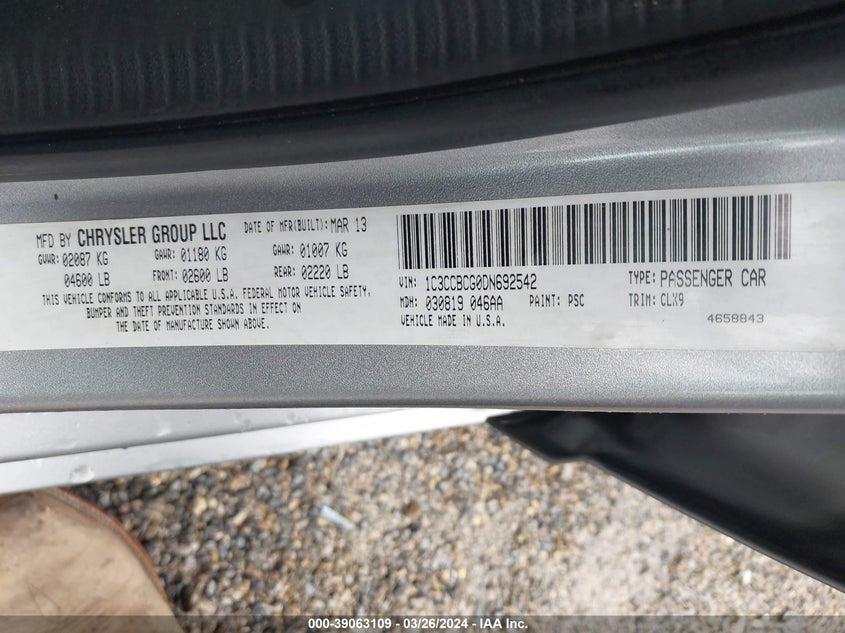 MFD BY CHRYSLER GROUP LLC DATE OF MFR(BUILT): MAR 13
GVWR: 02087 KG GAWR: 01180 KG GAWR: 01007 KG
04600 LB FRONT: 02600 LB REAR: 02220 LB
THIS VEHICLE CONFORMS TO ALL APPLICABLE U.S.A. FEDERAL MOTOR VEHICLE SAFETY,
BUMPER AND THEFT PREVENTION STANDARDS IN EFFECT ON
THE DATE OF MANUFACTURE SHOWN ABOVE.
VIN: 1C3CCBCG0DN692542 TYPE: PASSENGER CAR
MDH: 030819 046AA PAINT: PSC TRIM: CLX9
VEHICLE MADE IN U.S.A. 4658843
000-39063109 - 03/26/2024 - IAA Inc.